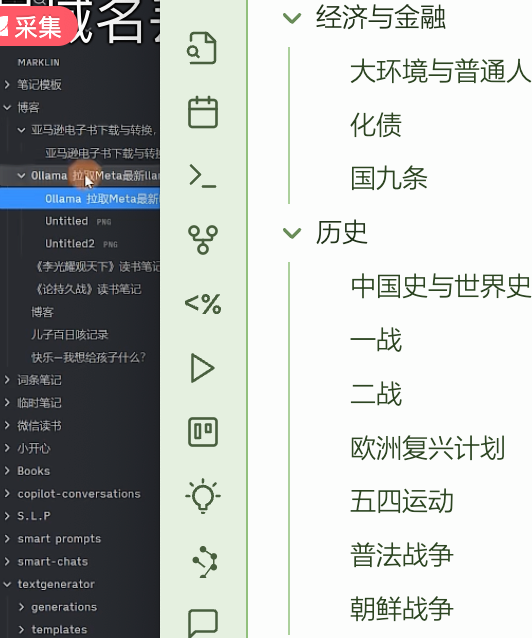 采集
MARKLIN
笔记模板
博客
亚马逊电子书下载与转换,
亚马逊电子书下载与转换
Ollama 拉取Meta最新llam
Ollama 拉取Meta最新
Untitled PNG
Untitled2 PNG
《李光耀观天下》读书笔记
《论持久战》读书笔记
博客
儿子百日咳记录
快乐—我想给孩子什么?
词条笔记
临时笔记
微信读书
小开心
Books
copilot-conversations
S.L.P
smart prompts
smart-chats
textgenerator
generations
templates
<%
经济与金融
大环境与普通人
化债
国九条
历史
中国史与世界史
一战
二战
欧洲复兴计划
五四运动
普法战争
朝鲜战争